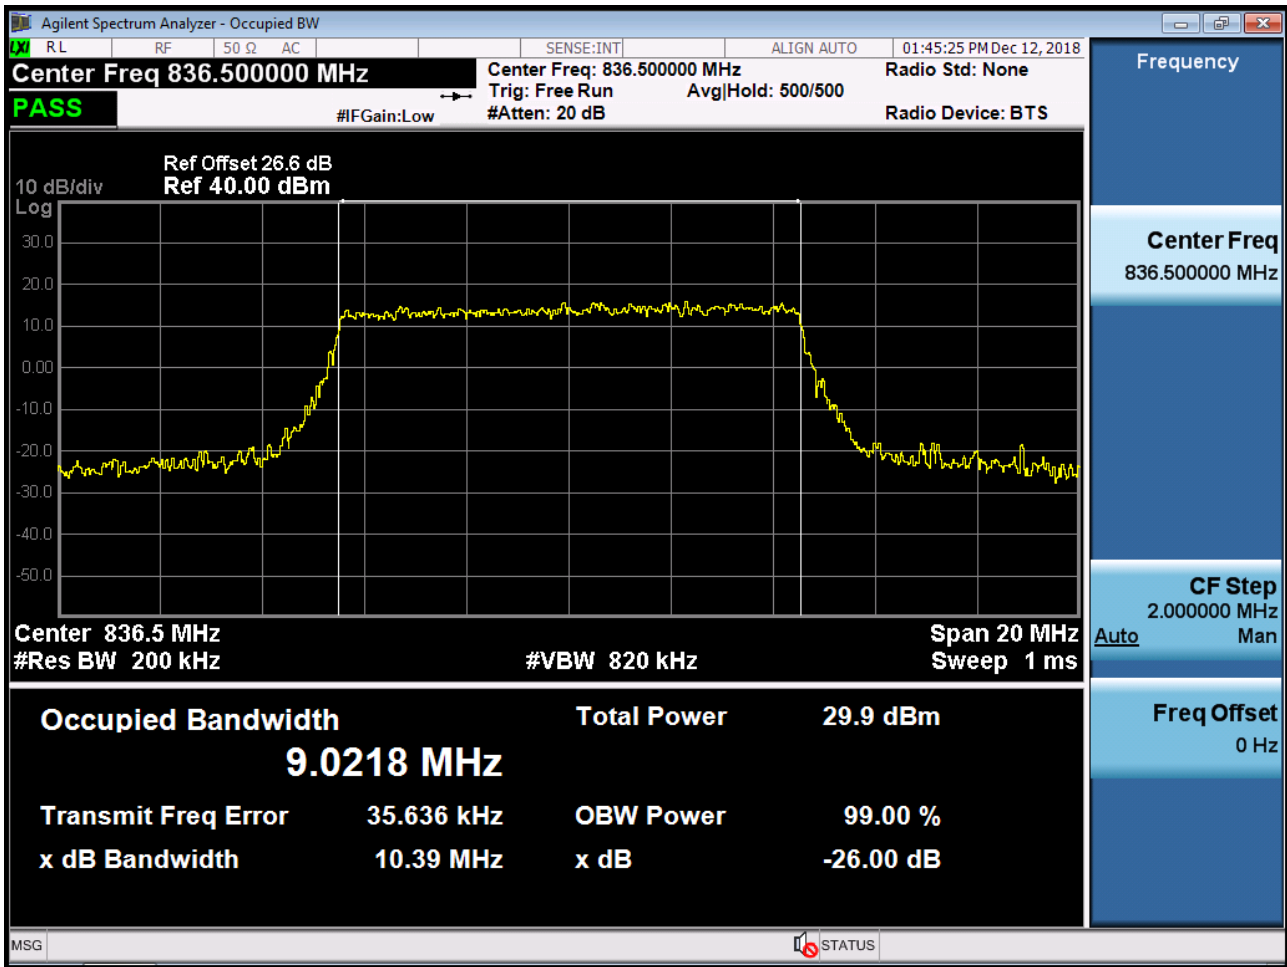 Agilent Spectrum Analyzer - Occupied BW
LXI RL RF 50 Ω AC SENSE:INT ALIGN AUTO 01:45:25 PM Dec 12, 2018
Center Freq 836.500000 MHz
Center Freq: 836.500000 MHz
Radio Std: None
Trig: Free Run Avg|Hold: 500/500
PASS
#IFGain:Low
#Atten: 20 dB
Radio Device: BTS
Ref Offset 26.6 dB
10 dB/div Ref 40.00 dBm
Log
30.0
20.0
10.0
0.00
-10.0
-20.0
-30.0
-40.0
-50.0
Center 836.5 MHz Span 20 MHz
#Res BW 200 kHz #VBW 820 kHz Sweep 1 ms
Occupied Bandwidth Total Power 29.9 dBm
9.0218 MHz
Transmit Freq Error 35.636 kHz OBW Power 99.00 %
x dB Bandwidth 10.39 MHz x dB -26.00 dB
MSG STATUS
Frequency
Center Freq
836.500000 MHz
CF Step
2.000000 MHz
Auto Man
Freq Offset
0 Hz